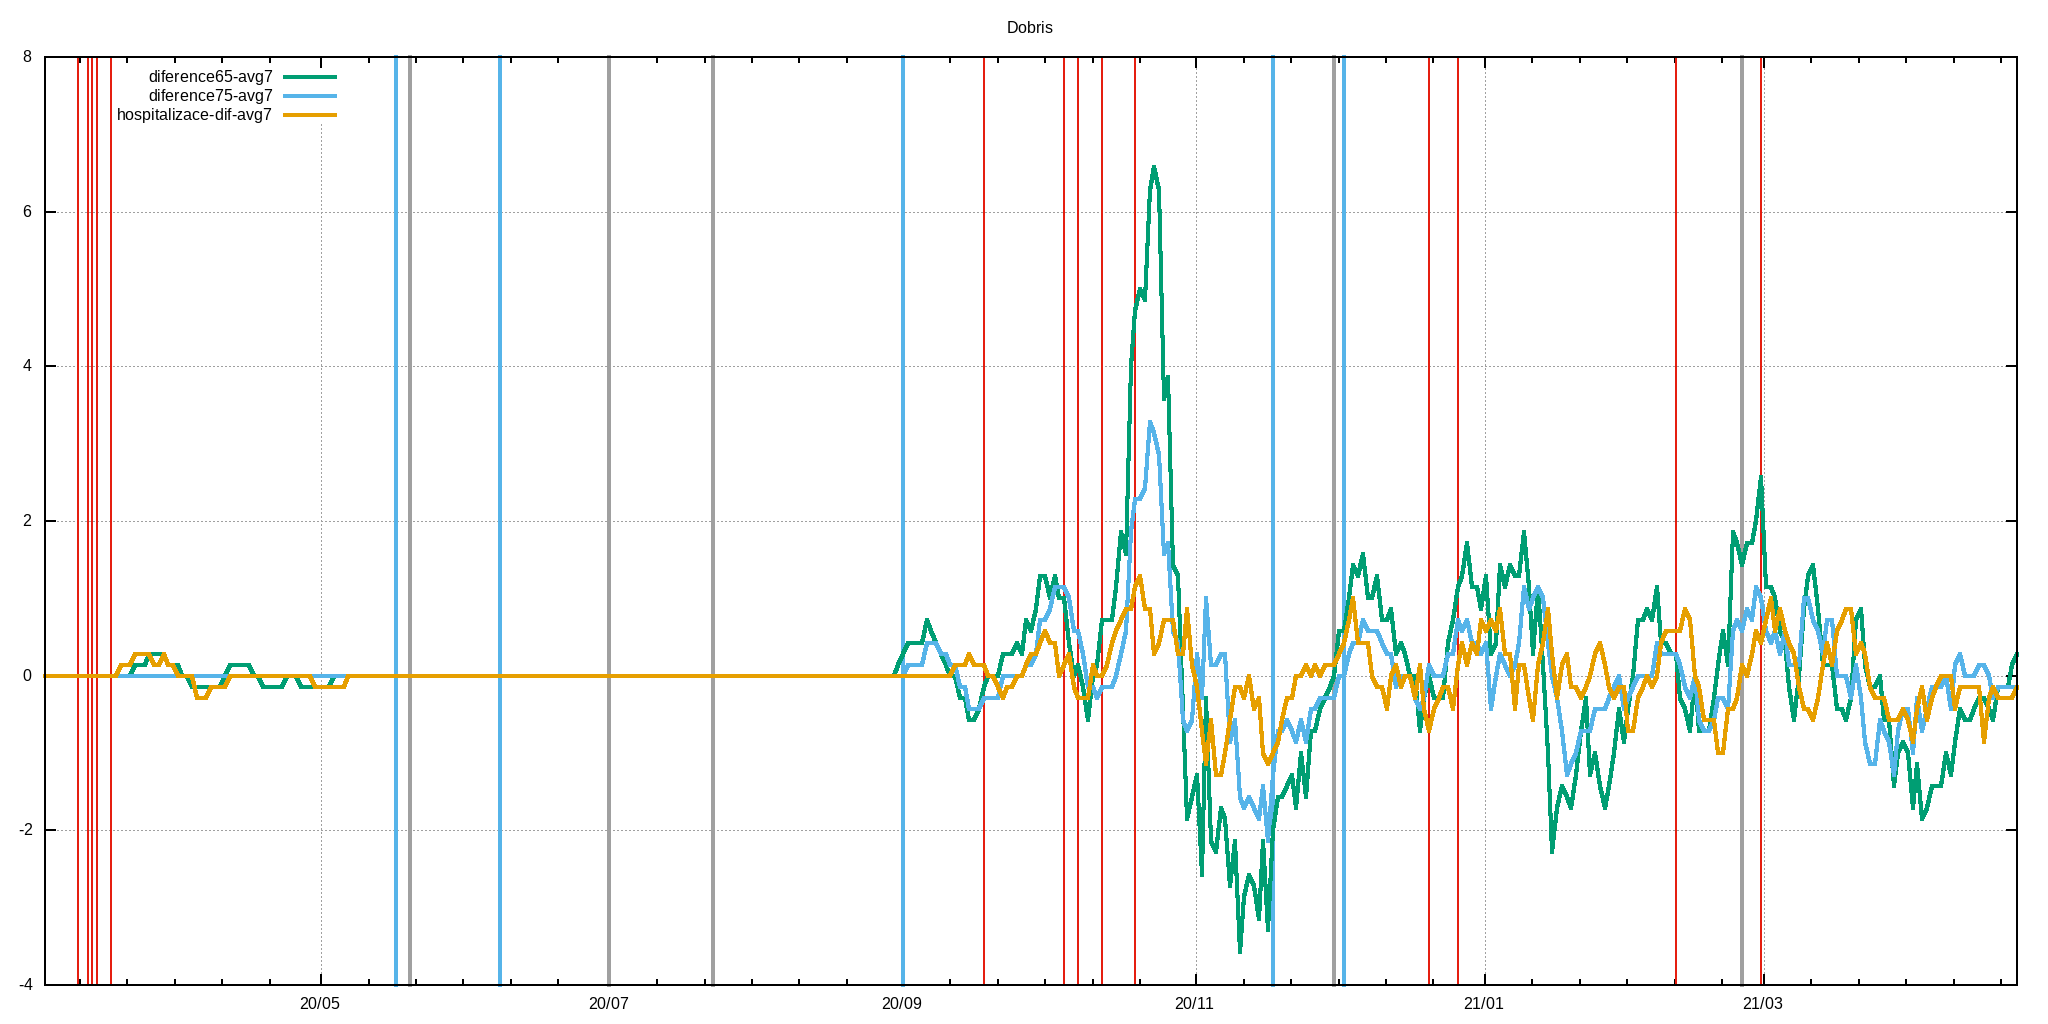 Dobris
8
diference65-avg7
diference75-avg7
hospitalizace-dif-avg7
6
4
2
0
-2
-4
20/05 20/07 20/09 20/11 21/01 21/03